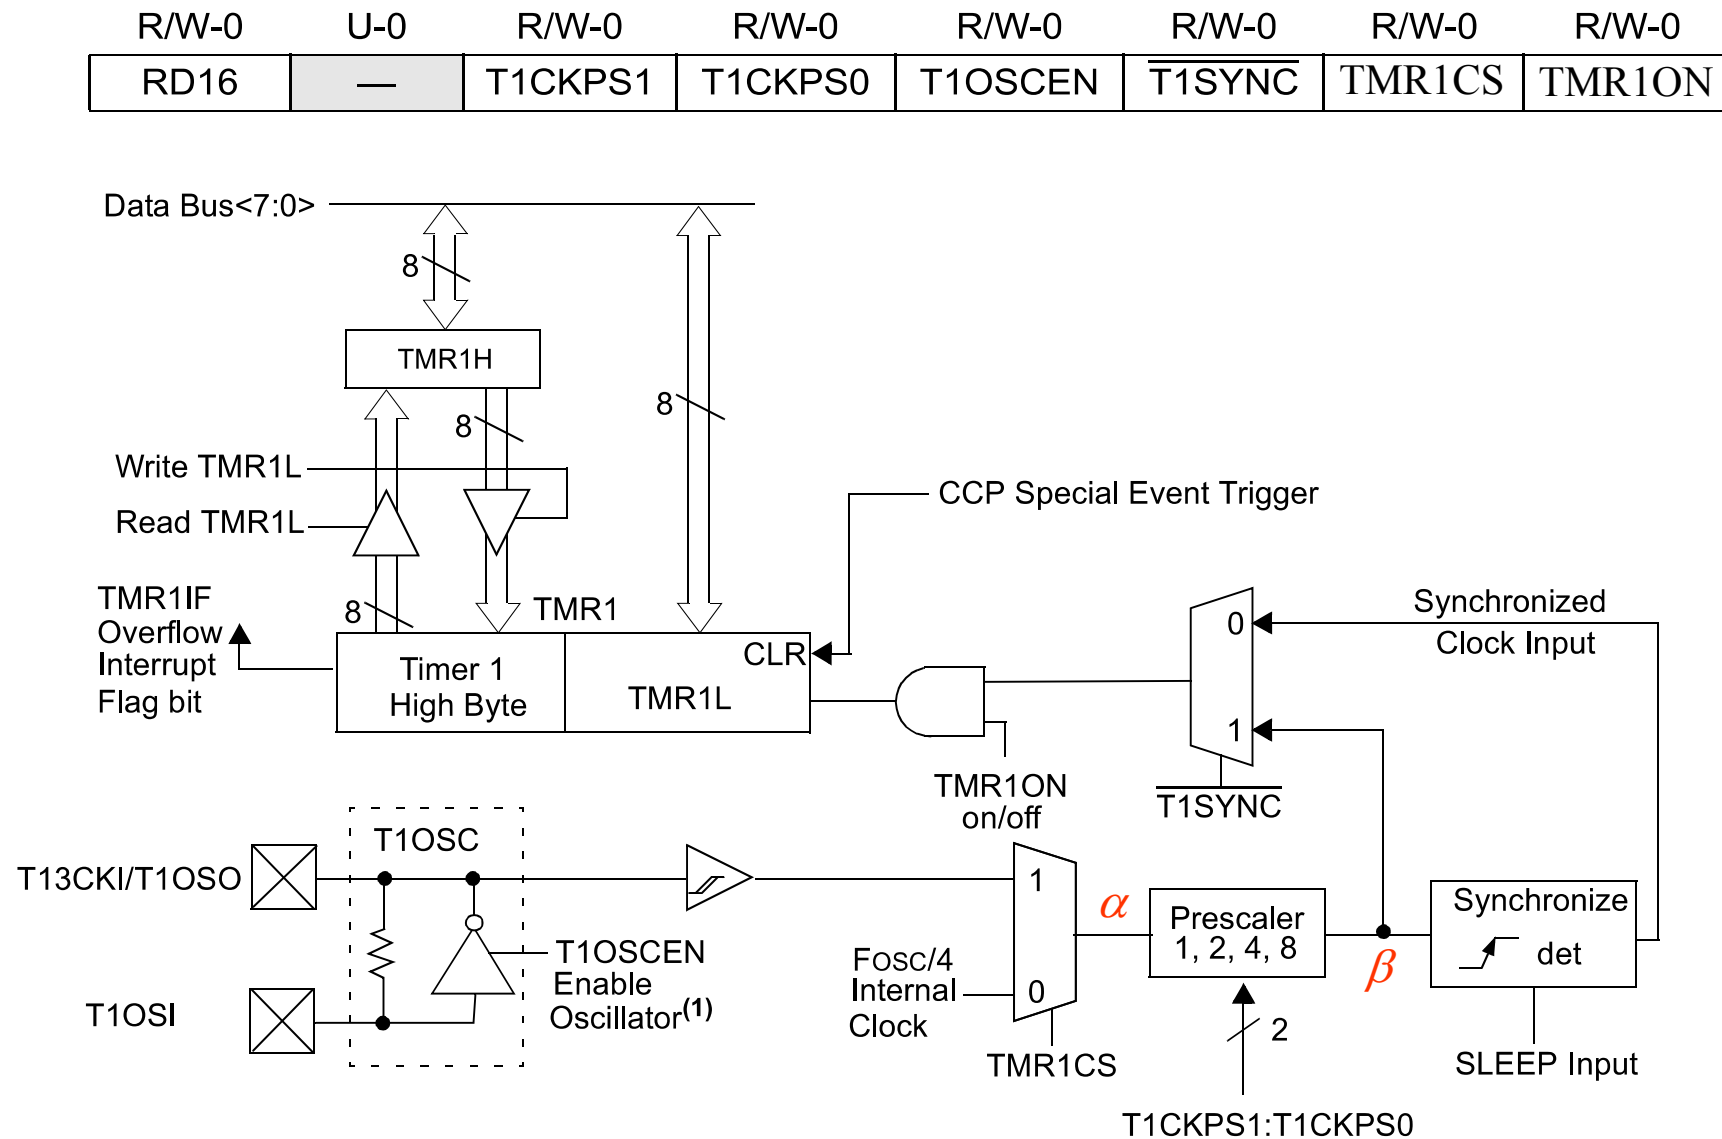 R/W-0 U-0 R/W-0 R/W-0 R/W-0 R/W-0 R/W-0 R/W-0
RD16 — T1CKPS1 T1CKPS0 T1OSCEN T1SYNC TMR1CS TMR1ON
Data Bus<7:0>
8
TMR1H
8
8
Write TMR1L
Read TMR1L
CCP Special Event Trigger
TMR1IF
Overflow
Interrupt
Flag bit
8
TMR1
Timer 1
High Byte
TMR1L
CLR
TMR1ON
on/off
0
1
T1SYNC
Synchronized
Clock Input
T13CKI/T1OSO
T1OSC
T1OSI
T1OSCEN
Enable
Oscillator(1)
FOSC/4
Internal
Clock
1
0
TMR1CS
α
Prescaler
1, 2, 4, 8
β
Synchronize
det
2
SLEEP Input
T1CKPS1:T1CKPS0